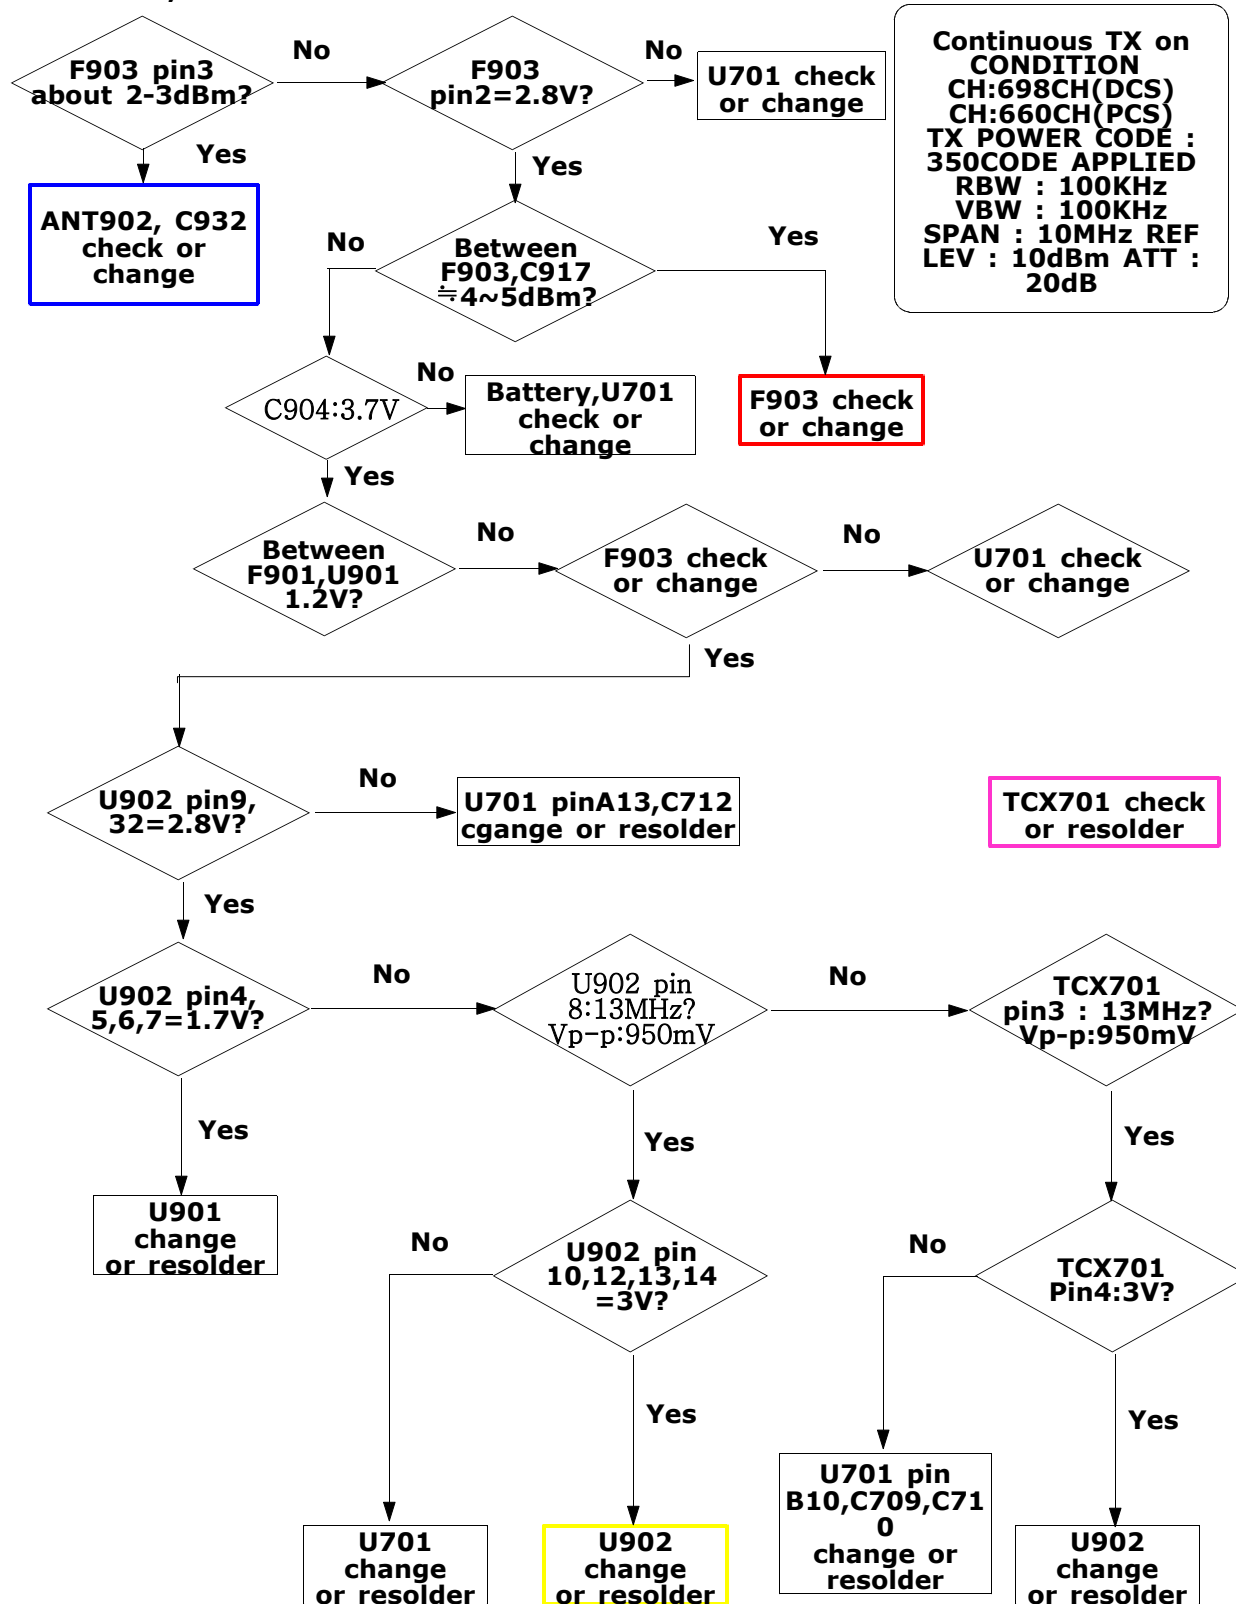 No
No
F903 pin3
about 2-3dBm?
F903
pin2=2.8V?
U701 check
or change
Continuous TX on
CONDITION
CH:698CH(DCS)
CH:660CH(PCS)
TX POWER CODE :
350CODE APPLIED
RBW : 100KHz
VBW : 100KHz
SPAN : 10MHz REF
LEV : 10dBm ATT :
20dB
Yes
Yes
ANT902, C932
check or
change
No
Between
F903,C917
≒4~5dBm?
Yes
C904:3.7V
No
Battery,U701
check or
change
F903 check
or change
Yes
Between
F901,U901
1.2V?
No
F903 check
or change
No
U701 check
or change
Yes
U902 pin9,
32=2.8V?
No
U701 pinA13,C712
cgange or resolder
TCX701 check
or resolder
Yes
U902 pin4,
5,6,7=1.7V?
No
U902 pin
8:13MHz?
Vp-p:950mV
No
TCX701
pin3 : 13MHz?
Vp-p:950mV
Yes
Yes
Yes
U901
change
or resolder
No
U902 pin
10,12,13,14
=3V?
No
TCX701
Pin4:3V?
Yes
Yes
U701 pin
B10,C709,C71
0
change or
resolder
U701
change
or resolder
U902
change
or resolder
U902
change
or resolder